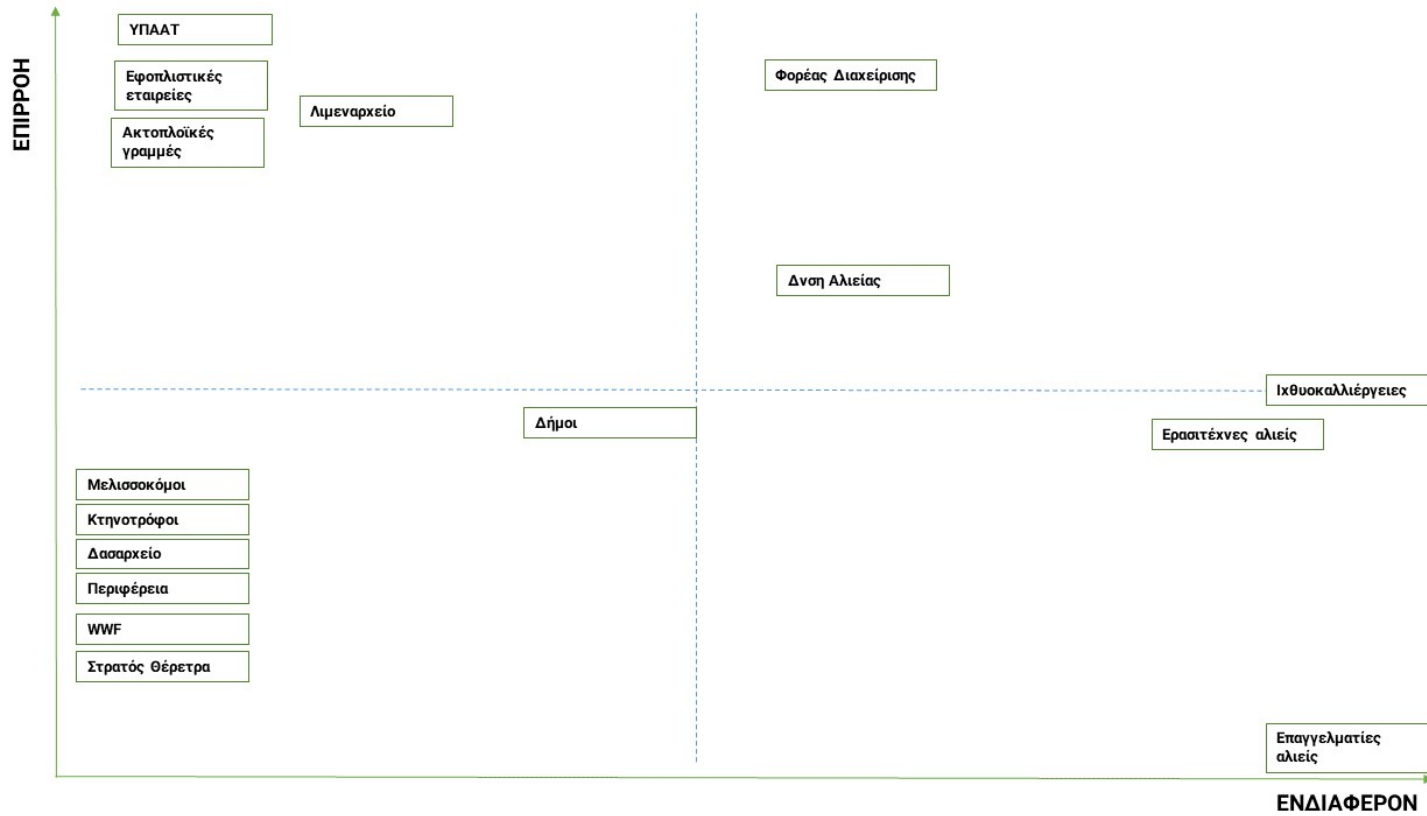 ΕΠΙΡΡΟΗ
ΥΠΑΑΤ
Εφοπλιστικές
εταιρείες
Λιμεναρχείο
Ακτοπλοϊκές
γραμμές
Φορέας Διαχείρισης
Δνση Αλιείας
Ιχθυοκαλλιέργειες
Ερασιτέχνες αλιείς
Δήμοι
Μελισσοκόμοι
Κτηνοτρόφοι
Δασαρχείο
Περιφέρεια
WWF
Στρατός Θέρετρα
Επαγγελματίες
αλιείς
ΕΝΔΙΑΦΕΡΟΝ